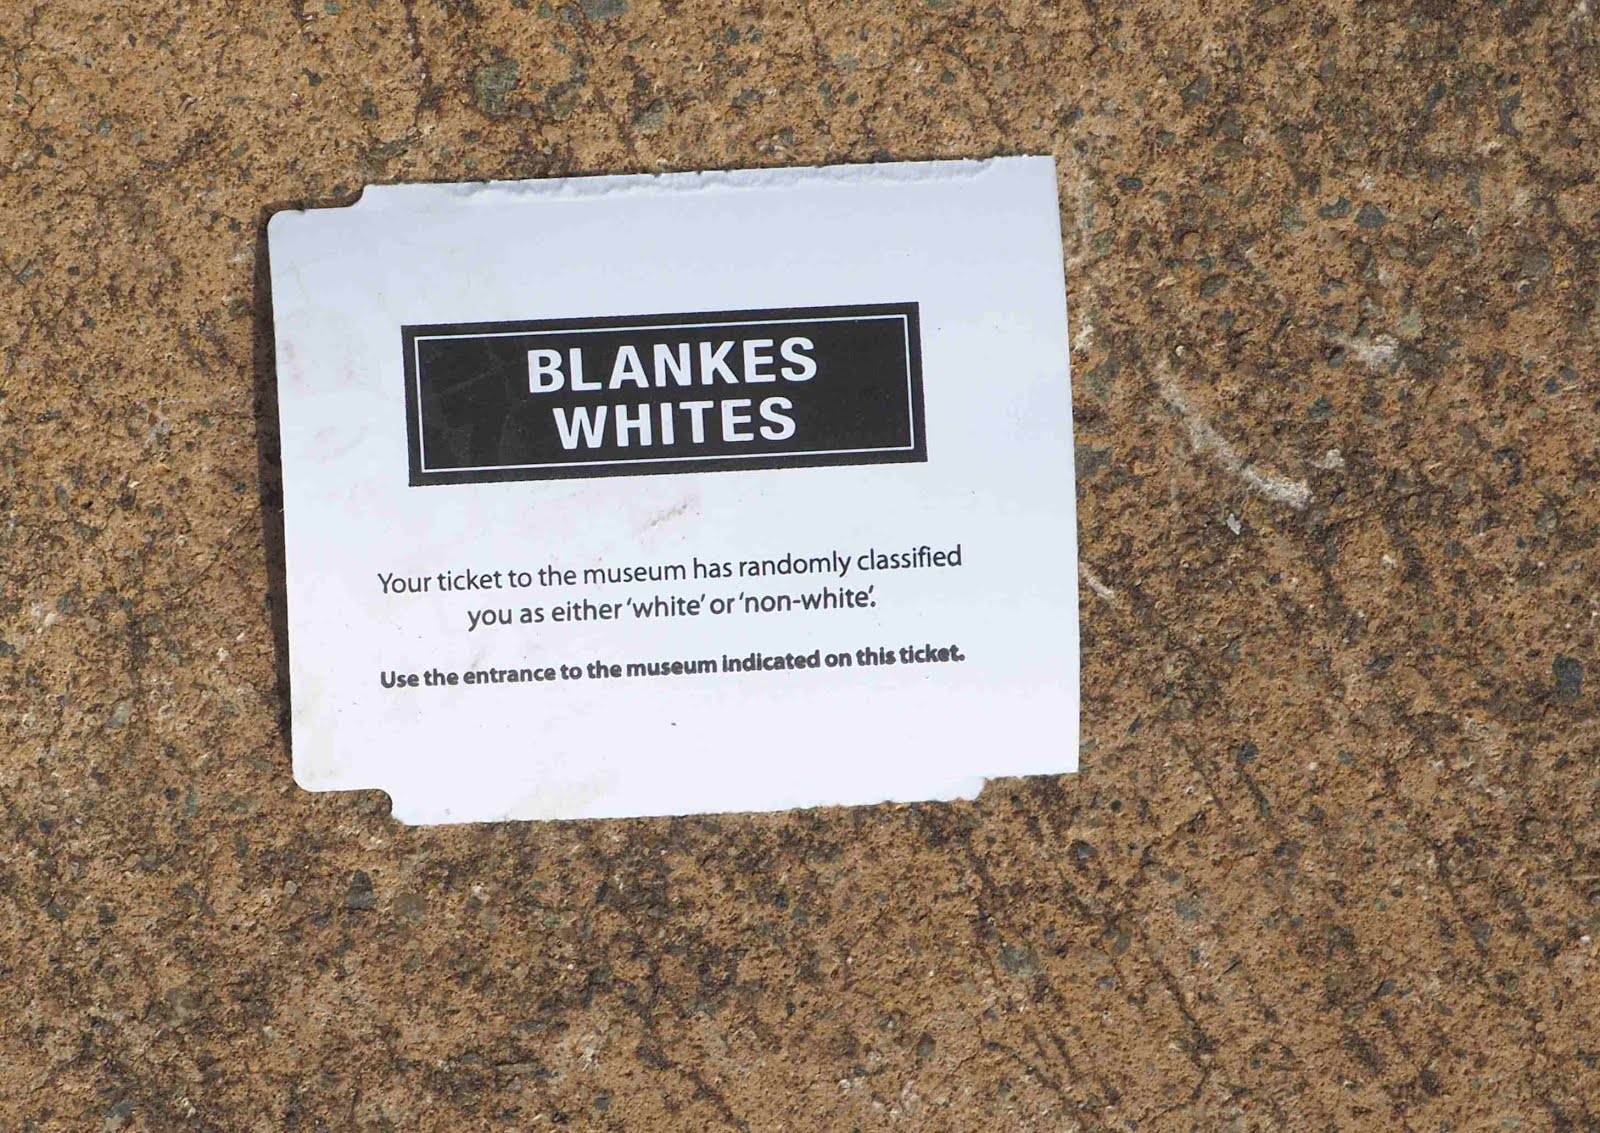 BLANKES
WHITES
Your ticket to the museum has randomly classified
you as either ‘white’ or ‘non-white’.
Use the entrance to the museum indicated on this ticket.